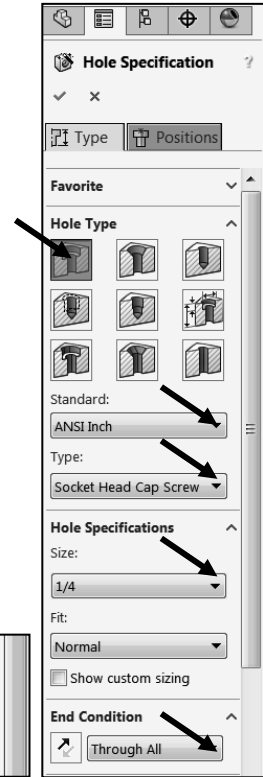 Hole Specification
?
Type
Positions
Favorite
Hole Type
Standard:
ANSI Inch
Type:
Socket Head Cap Screw
Hole Specifications
Size:
1/4
Fit:
Normal
Show custom sizing
End Condition
Through All